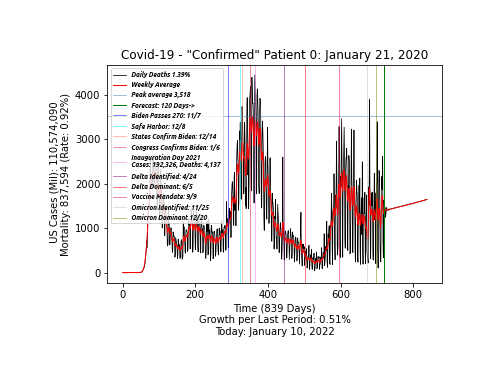 Covid-19 - "Confirmed" Patient 0: January 21, 2020
US Cases (Mil): 110,574,090
Mortality: 837,594 (Rate: 0.92%)
4000
3000
2000
1000
0
Daily Deaths 1.39%
Weekly Average
Peak average 3,518
Forecast: 120 Days->
Biden Passes 270: 11/7
Safe Harbor: 12/8
States Confirm Biden: 12/14
Congress Confirms Biden: 1/6
Inauguration Day 2021
Cases: 192,326, Deaths: 4,137
Delta Identified: 4/24
Delta Dominant: 6/5
Vaccine Mandate: 9/9
Omicron Identified: 11/25
Omicron Dominant: 12/20
0 200 400 600 800
Time (839 Days)
Growth per Last Period: 0.51%
Today: January 10, 2022